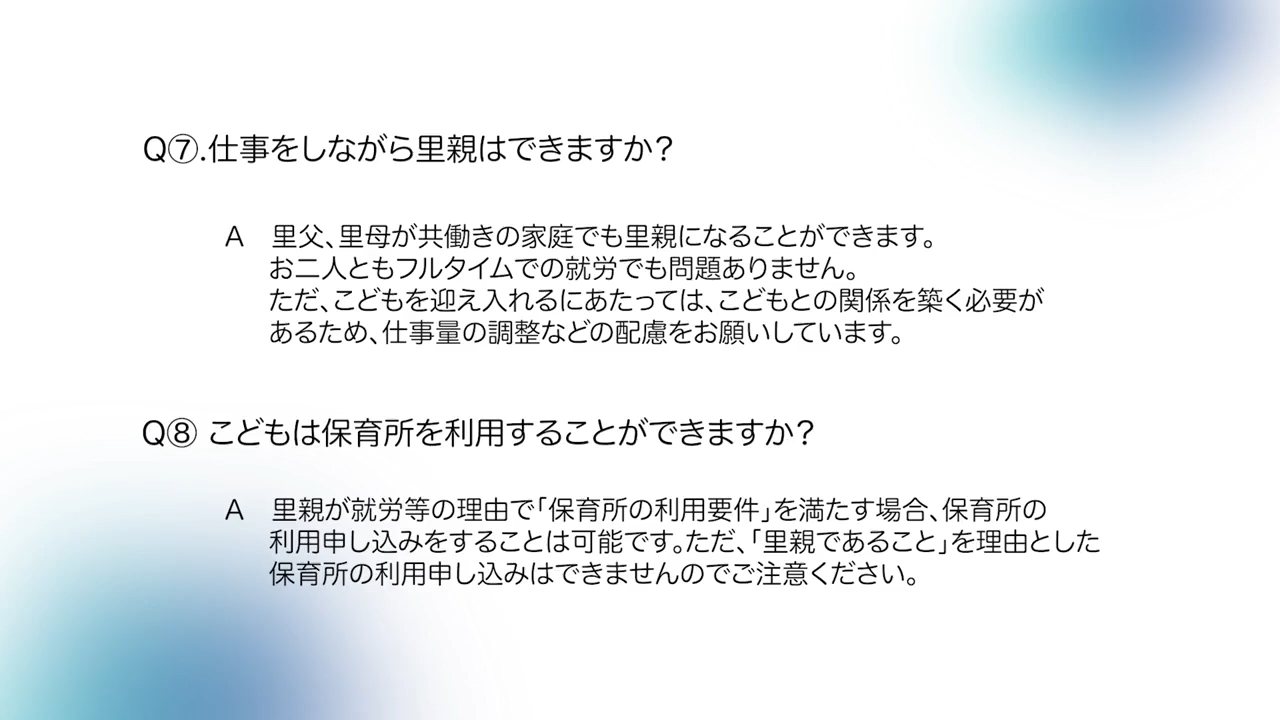 Q⑦.仕事をしながら里親はできますか？
A 里父、里母が共働きの家庭でも里親になることができます。
お二人ともフルタイムでの就労でも問題ありません。
ただ、こどもを迎え入れるにあたっては、こどもとの関係を築く必要が
あるため、仕事量の調整などの配慮をお願いしています。
Q⑧ こどもは保育所を利用することができますか？
A 里親が就労等の理由で「保育所の利用要件」を満たす場合、保育所の
利用申し込みをすることは可能です。ただ、「里親であること」を理由とした
保育所の利用申し込みはできませんのでご注意ください。